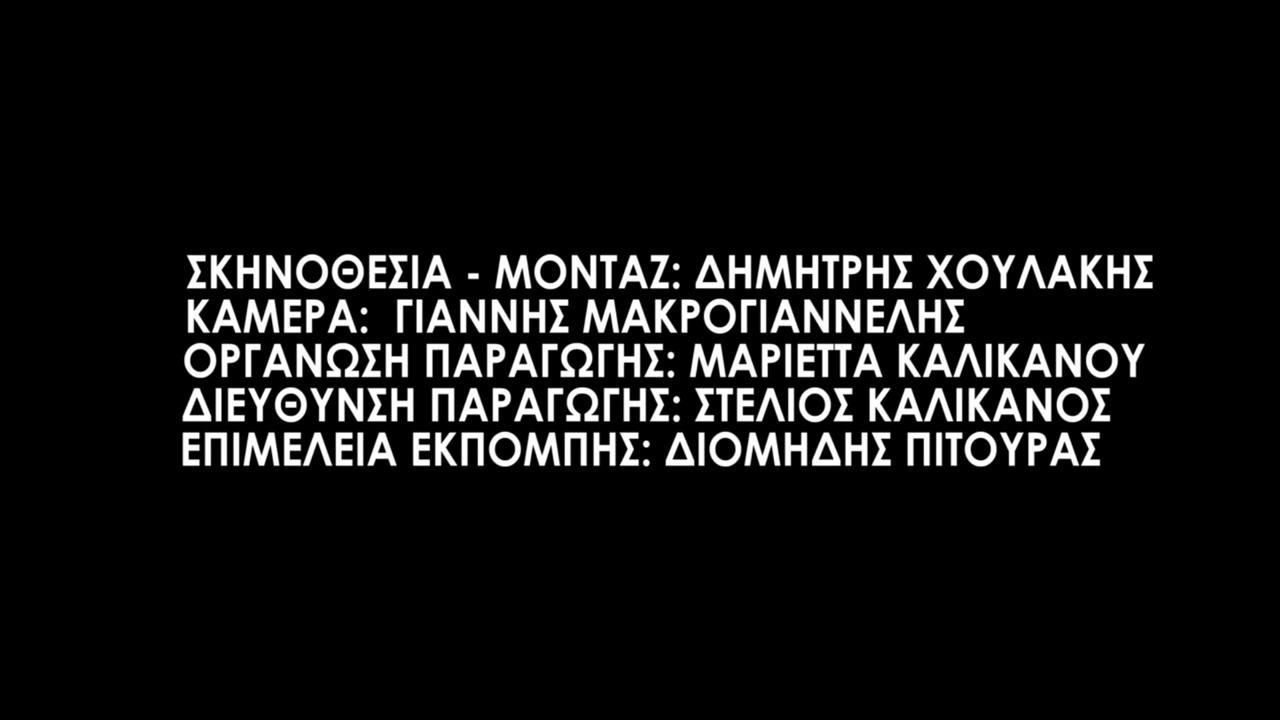 ΣΚΗΝΟΘΕΣΙΑ - ΜΟΝΤΑΖ: ΔΗΜΗΤΡΗΣ ΧΟΥΛΑΚΗΣ
ΚΑΜΕΡΑ: ΓΙΑΝΝΗΣ ΜΑΚΡΟΓΙΑΝΝΕΛΗΣ
ΟΡΓΑΝΩΣΗ ΠΑΡΑΓΩΓΗΣ: ΜΑΡΙΕΤΤΑ ΚΑΛΙΚΑΝΟΥ
ΔΙΕΥΘΥΝΣΗ ΠΑΡΑΓΩΓΗΣ: ΣΤΕΛΙΟΣ ΚΑΛΙΚΑΝΟΣ
ΕΠΙΜΕΛΕΙΑ ΕΚΠΟΜΠΗΣ: ΔΙΟΜΗΔΗΣ ΠΙΤΟΥΡΑΣ